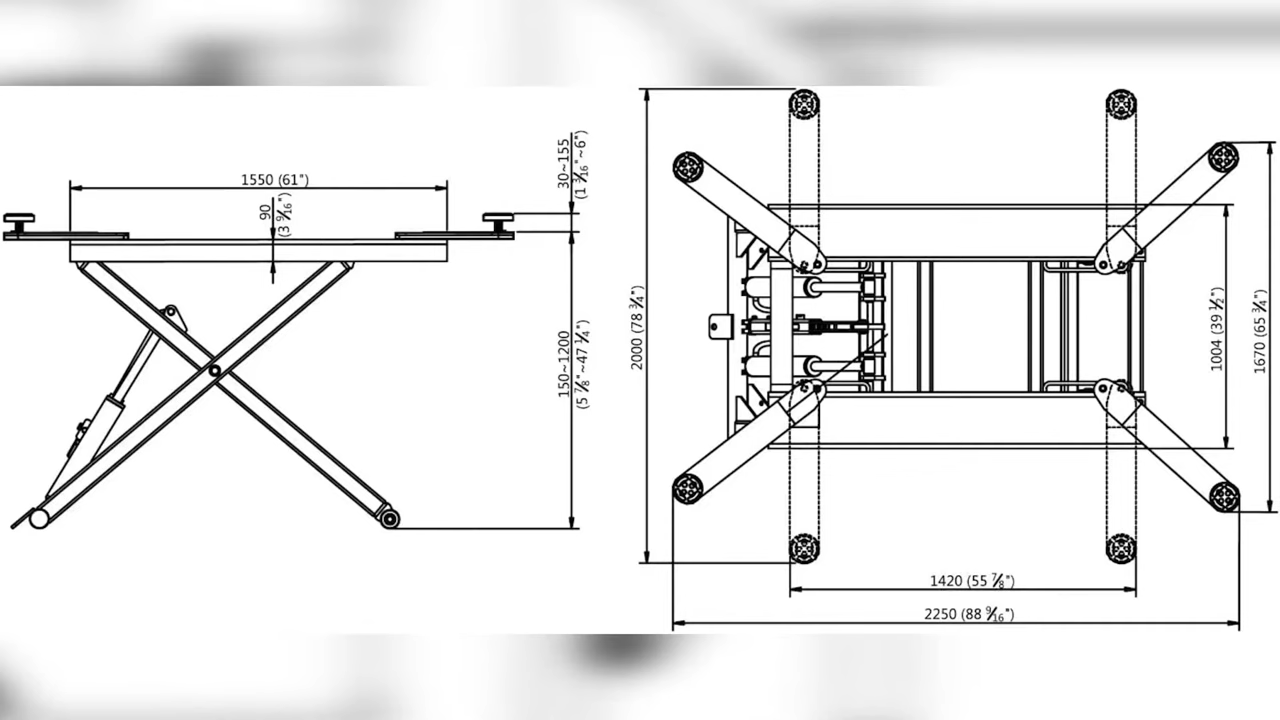 1550 (61")
90
(3 9/16")
30~155
(1 3/16"~6")
150~1200
(5 7/8"~47 1/4")
2000 (78 3/4")
1004 (39 1/2")
1670 (65 3/4")
1420 (55 7/8")
2250 (88 9/16")